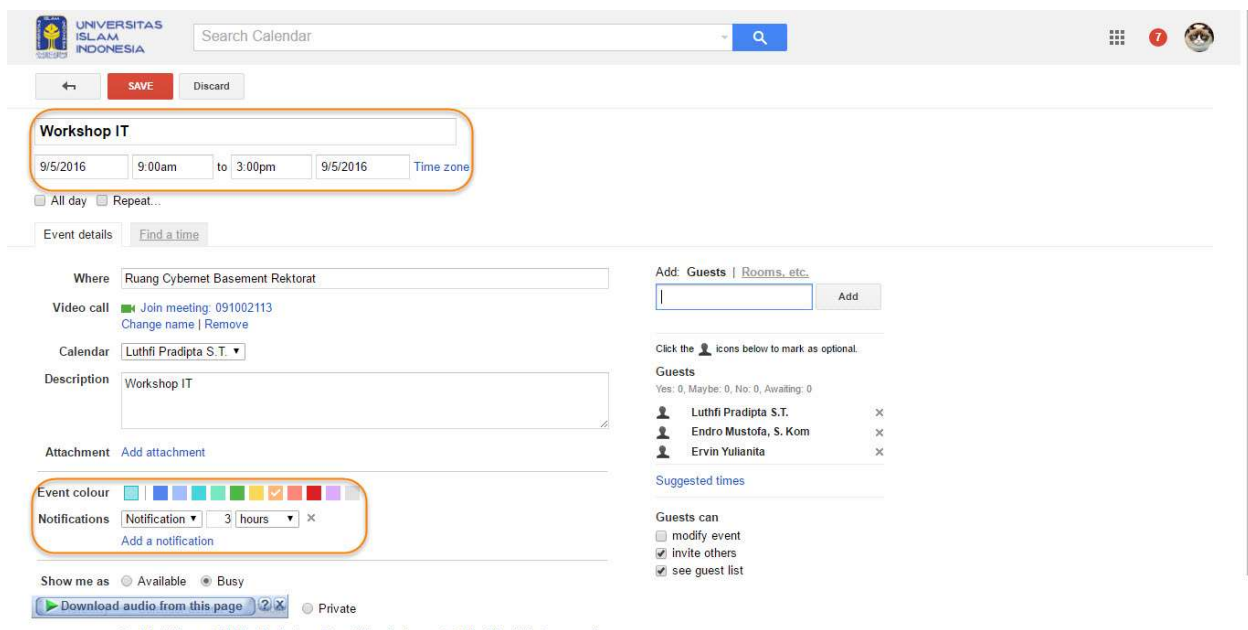 UNIVERSITAS
ISLAM
INDONESIA
Search Calendar
7
SAVE Discard
Workshop IT
9/5/2016 9:00am to 3:00pm 9/5/2016 Time zone
All day Repeat...
Event details Find a time
Where Ruang Cybernet Basement Rektorat
Video call Join meeting: 091002113
Change name | Remove
Calendar Luthfi Pradipta S.T.
Description Workshop IT
Attachment Add attachment
Event colour
Notifications Notification 3 hours
Add a notification
Show me as Available Busy
Download audio from this page ? X Private
Add: Guests | Rooms, etc.
Add
Click the icons below to mark as optional.
Guests
Yes: 0, Maybe: 0, No: 0, Awaiting: 0
Luthfi Pradipta S.T.
Endro Mustofa, S. Kom
Ervin Yulianita
Suggested times
Guests can
modify event
invite others
see guest list